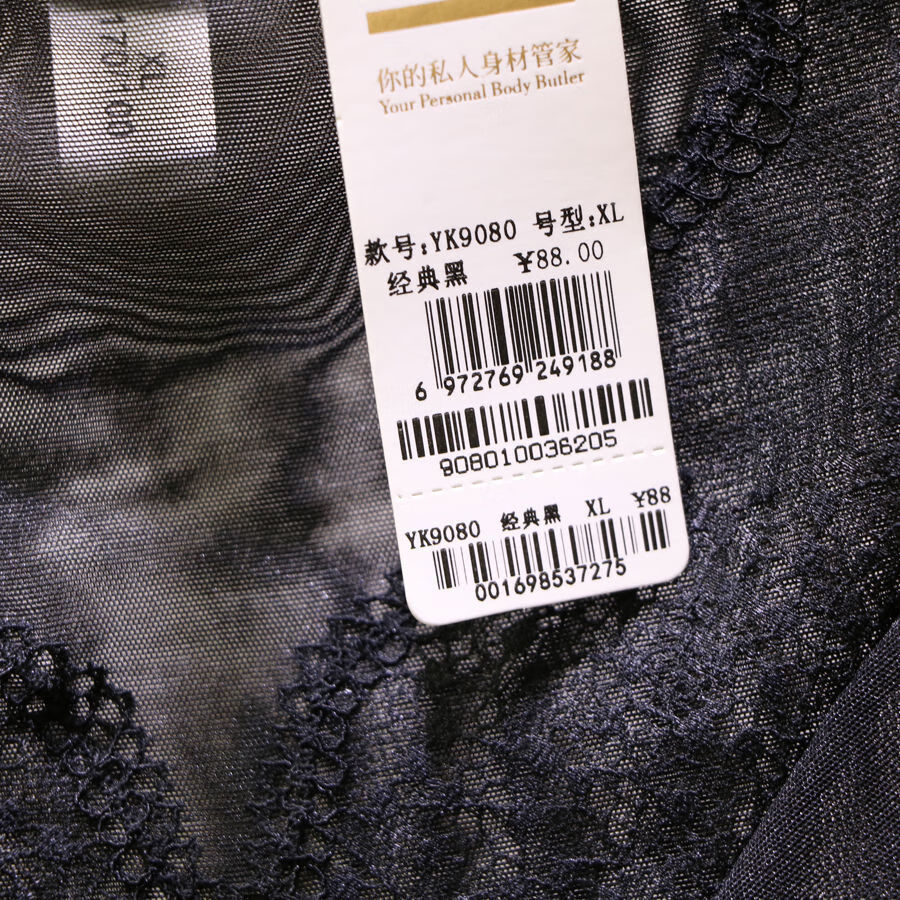 XL
你的私人身材管家
Your Personal Body Butler
款号:YK9080 号型:XL
经典黑 ¥88.00
6 972769 249188
908010036205
YK9080 经典黑 XL ¥88
001698537275